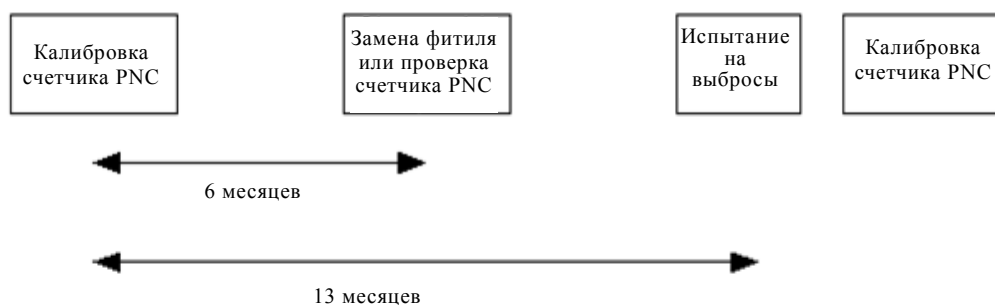 Калибровка
счетчика PNC
Замена фитиля
или проверка
счетчика PNC
Испытание
на
выбросы
Калибровка
счетчика PNC
6 месяцев
13 месяцев